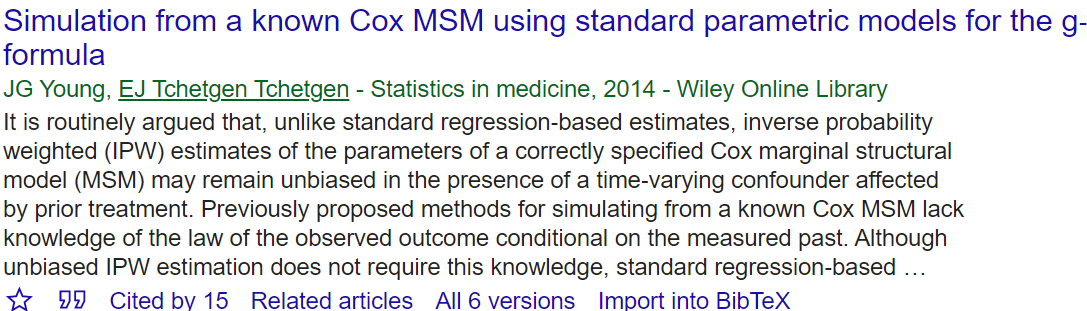 Simulation from a known Cox MSM using standard parametric models for the g-
formula
JG Young, EJ Tchetgen Tchetgen - Statistics in medicine, 2014 - Wiley Online Library
It is routinely argued that, unlike standard regression-based estimates, inverse probability
weighted (IPW) estimates of the parameters of a correctly specified Cox marginal structural
model (MSM) may remain unbiased in the presence of a time-varying confounder affected
by prior treatment. Previously proposed methods for simulating from a known Cox MSM lack
knowledge of the law of the observed outcome conditional on the measured past. Although
unbiased IPW estimation does not require this knowledge, standard regression-based …
Cited by 15 Related articles All 6 versions Import into BibTeX